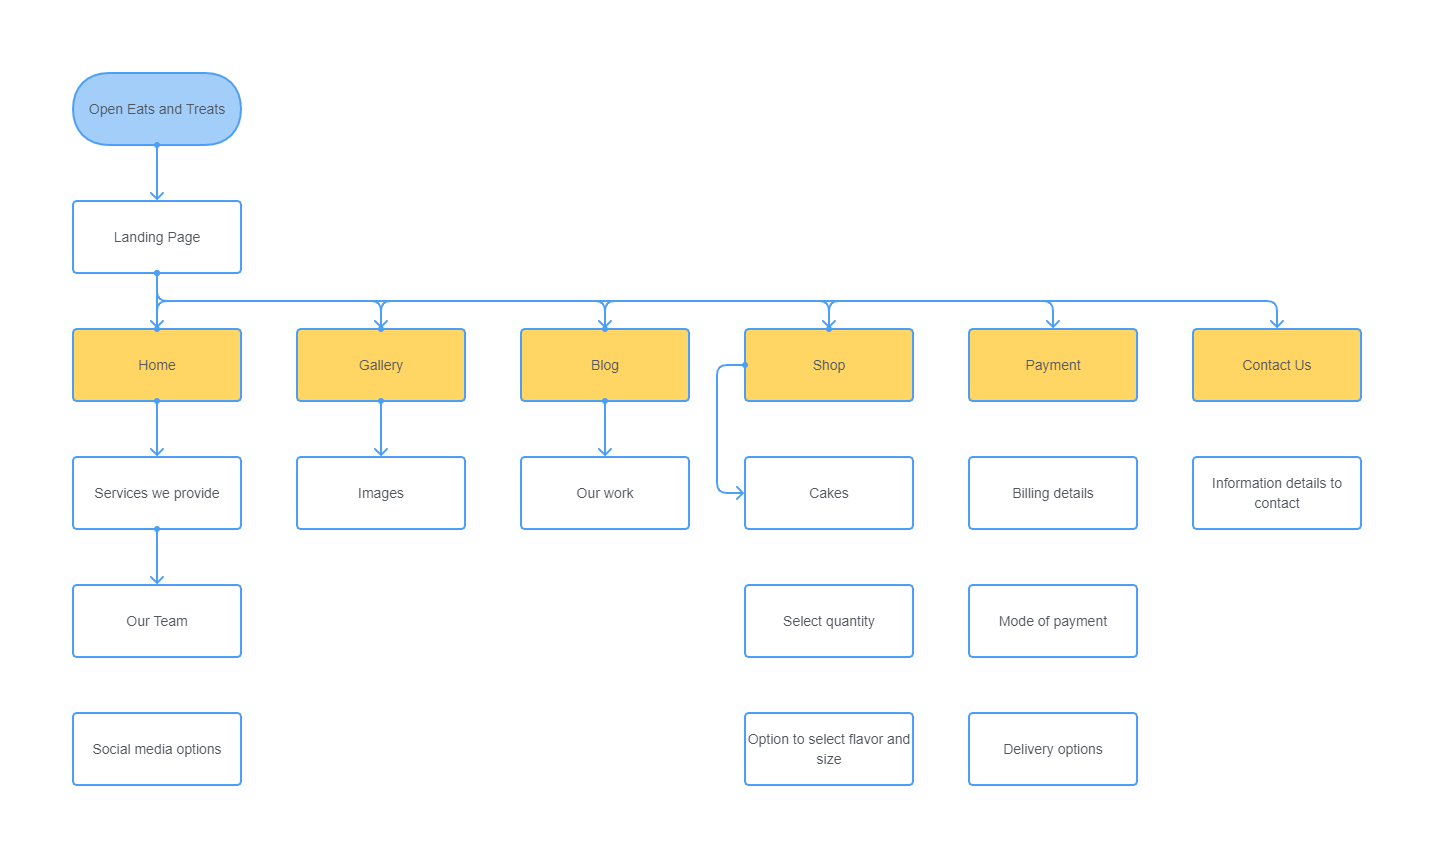 Open Eats and Treats
Landing Page
Home
Gallery
Blog
Shop
Payment
Contact Us
Services we provide
Images
Our work
Cakes
Billing details
Information details to
contact
Our Team
Select quantity
Mode of payment
Social media options
Option to select flavor and
size
Delivery options